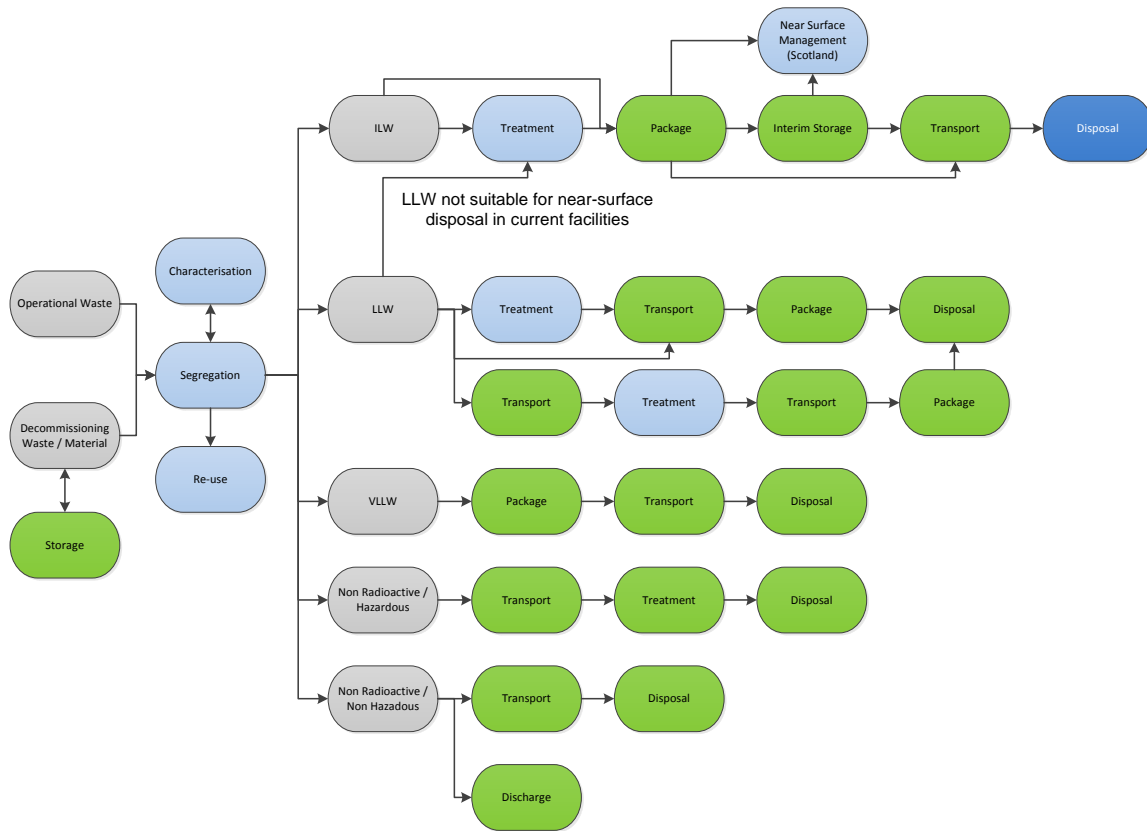 Near Surface
Management
(Scotland)
ILW
Treatment
Package
Interim Storage
Transport
Disposal
LLW not suitable for near-surface
disposal in current facilities
Characterisation
Operational Waste
LLW
Treatment
Transport
Package
Disposal
Segregation
Transport
Treatment
Transport
Package
Decommissioning
Waste / Material
Re-use
VLLW
Package
Transport
Disposal
Storage
Non Radioactive /
Hazardous
Transport
Treatment
Disposal
Non Radioactive /
Non Hazadous
Transport
Disposal
Discharge